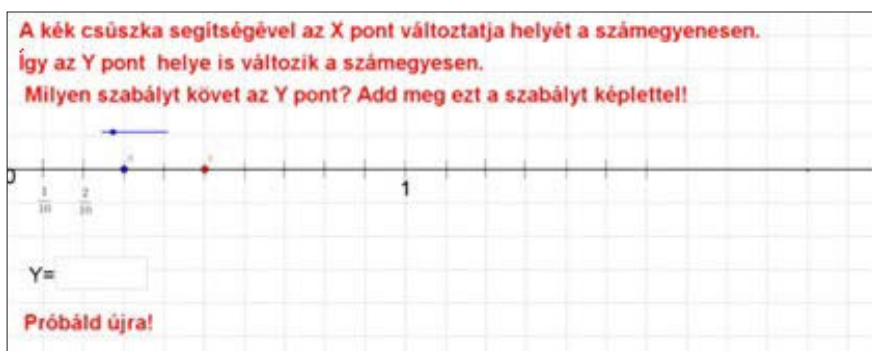 A kék csúszka segítségével az X pont változtatja helyét a számegyenesen.
Így az Y pont helye is változik a számegyesen.
Milyen szabályt követ az Y pont? Add meg ezt a szabályt képlettel!
0
1/10
2/10
1
Y=
Próbáld újra!